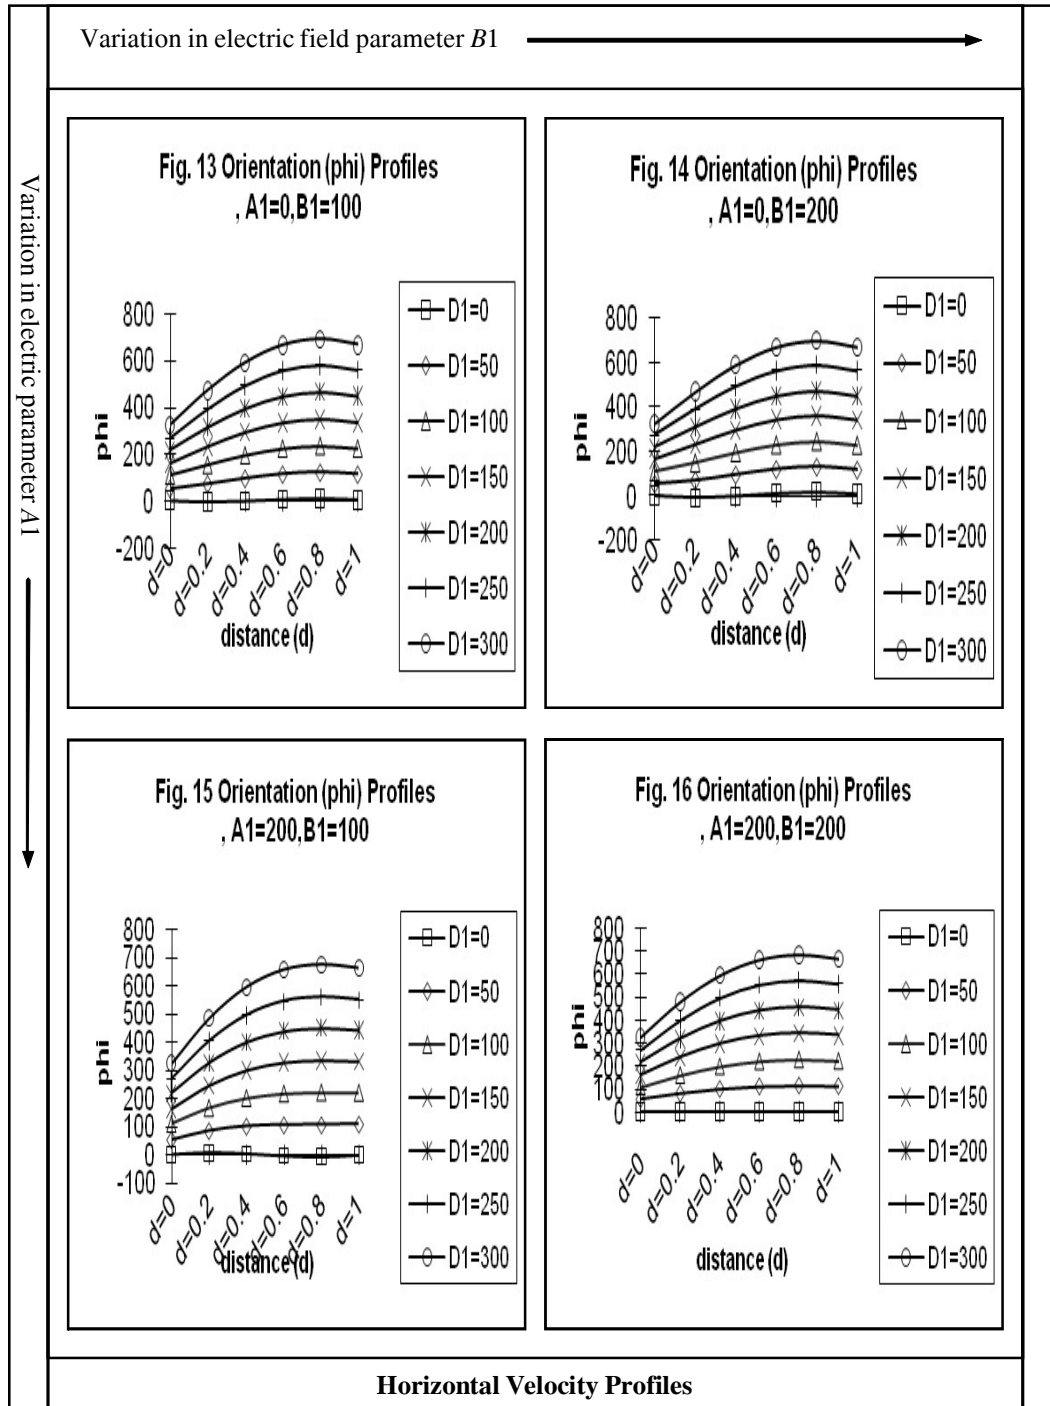 Variation in electric field parameter B1
Variation in electric parameter A1
Fig. 13 Orientation (phi) Profiles
, A1=0,B1=100
800
600
400
200
0
-200
phi
d=0
d=0.2
d=0.4
d=0.6
d=0.8
d=1
distance (d)
D1=0
D1=50
D1=100
D1=150
D1=200
D1=250
D1=300
Fig. 14 Orientation (phi) Profiles
, A1=0,B1=200
800
600
400
200
0
-200
phi
d=0
d=0.2
d=0.4
d=0.6
d=0.8
d=1
distance (d)
D1=0
D1=50
D1=100
D1=150
D1=200
D1=250
D1=300
Fig. 15 Orientation (phi) Profiles
, A1=200,B1=100
800
700
600
500
400
300
200
100
0
-100
phi
d=0
d=0.2
d=0.4
d=0.6
d=0.8
d=1
distance (d)
D1=0
D1=50
D1=100
D1=150
D1=200
D1=250
D1=300
Fig. 16 Orientation (phi) Profiles
, A1=200,B1=200
800
700
600
500
400
300
200
100
0
phi
d=0
d=0.2
d=0.4
d=0.6
d=0.8
d=1
distance (d)
D1=0
D1=50
D1=100
D1=150
D1=200
D1=250
D1=300
Horizontal Velocity Profiles